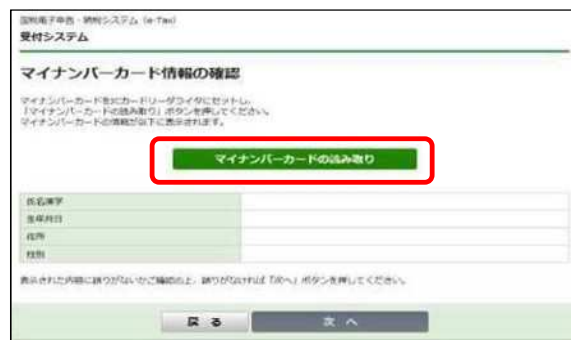 国税電子申告・納税システム (e-Tax)
受付システム
マイナンバーカード情報の確認
マイナンバーカードをICカードリーダライタにセットし、
「マイナンバーカードの読み取り」ボタンを押してください。
マイナンバーカードの情報が以下に表示されます。
マイナンバーカードの読み取り
氏名漢字
生年月日
住所
性別
表示された内容に誤りがないかご確認の上、誤りがなければ「次へ」ボタンを押してください。
戻 る
次 へ